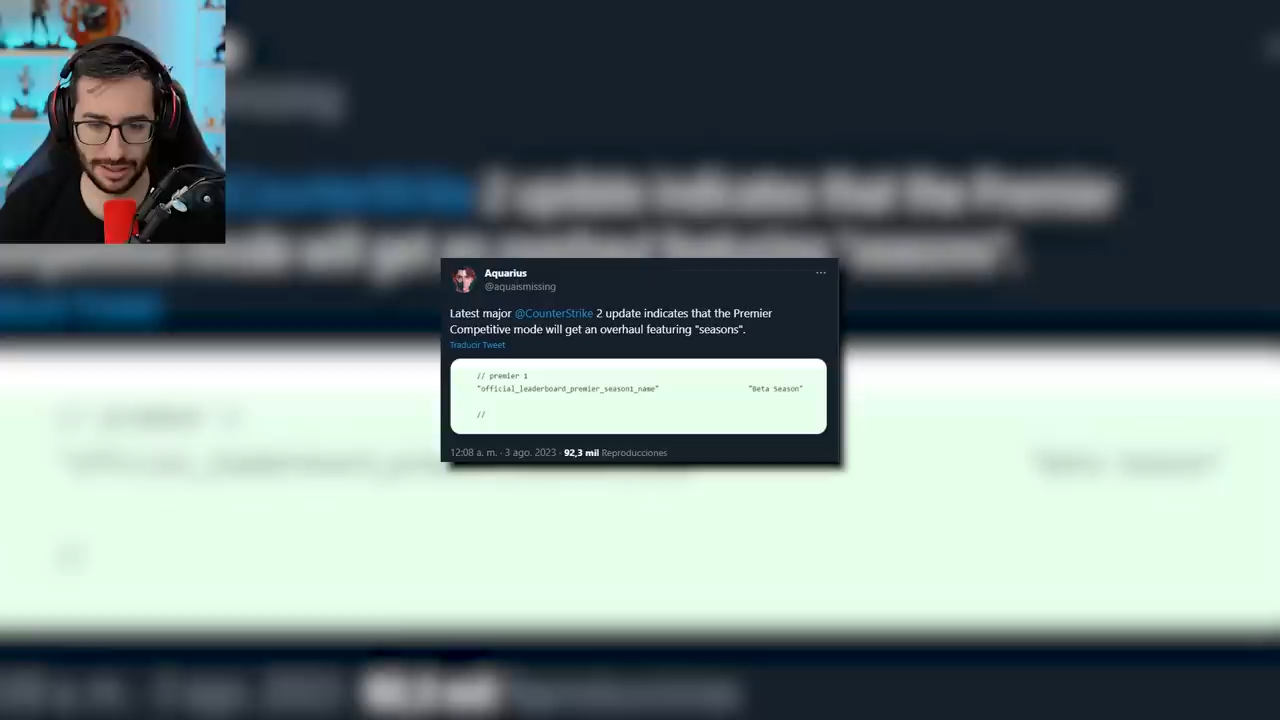 Aquarius
@aquaismissing
Latest major @CounterStrike 2 update indicates that the Premier
Competitive mode will get an overhaul featuring "seasons".
Traducir Tweet
// premier 1
"official_leaderboard_premier_season1_name" "Beta Season"
//
12:08 a. m. · 3 ago. 2023 · 92,3 mil Reproducciones